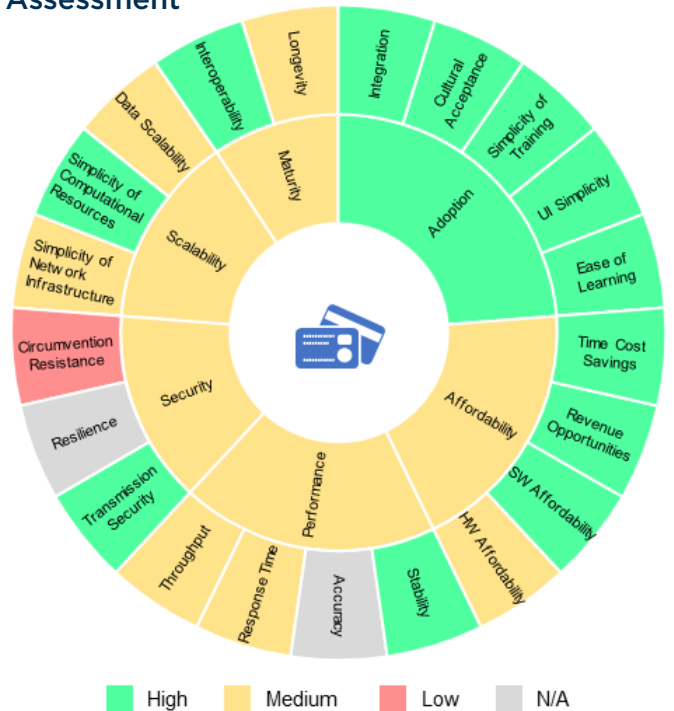 Assessment
Longevity
Integration
Cultural
Acceptance
Simplicity of
Training
UI Simplicity
Ease of
Learning
Time Cost
Savings
Revenue
Opportunities
SW Affordability
HW Affordability
Stability
Accuracy
Response Time
Throughput
Transmission
Security
Resilience
Circumvention
Resistance
Simplicity of
Network
Infrastructure
Simplicity of
Computational
Resources
Data Scalability
Interoperability
Maturity
Adoption
Affordability
Performance
Security
Scalability
High
Medium
Low
N/A